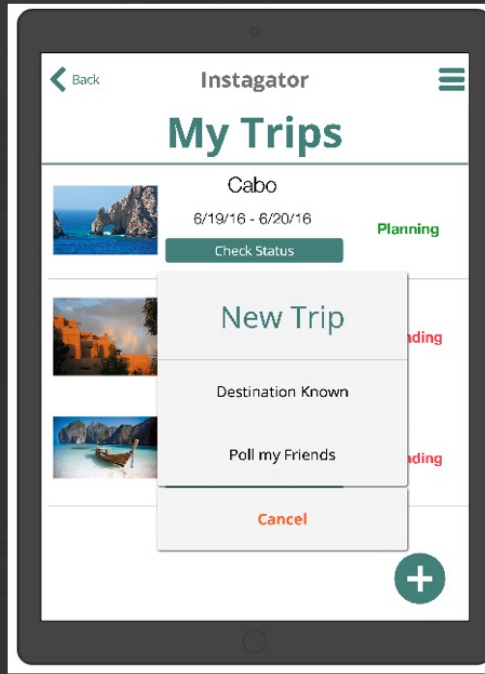 Back
Instagator
My Trips
Cabo
6/19/16 - 6/20/16
Planning
Check Status
New Trip
Destination Known
Poll my Friends
Cancel